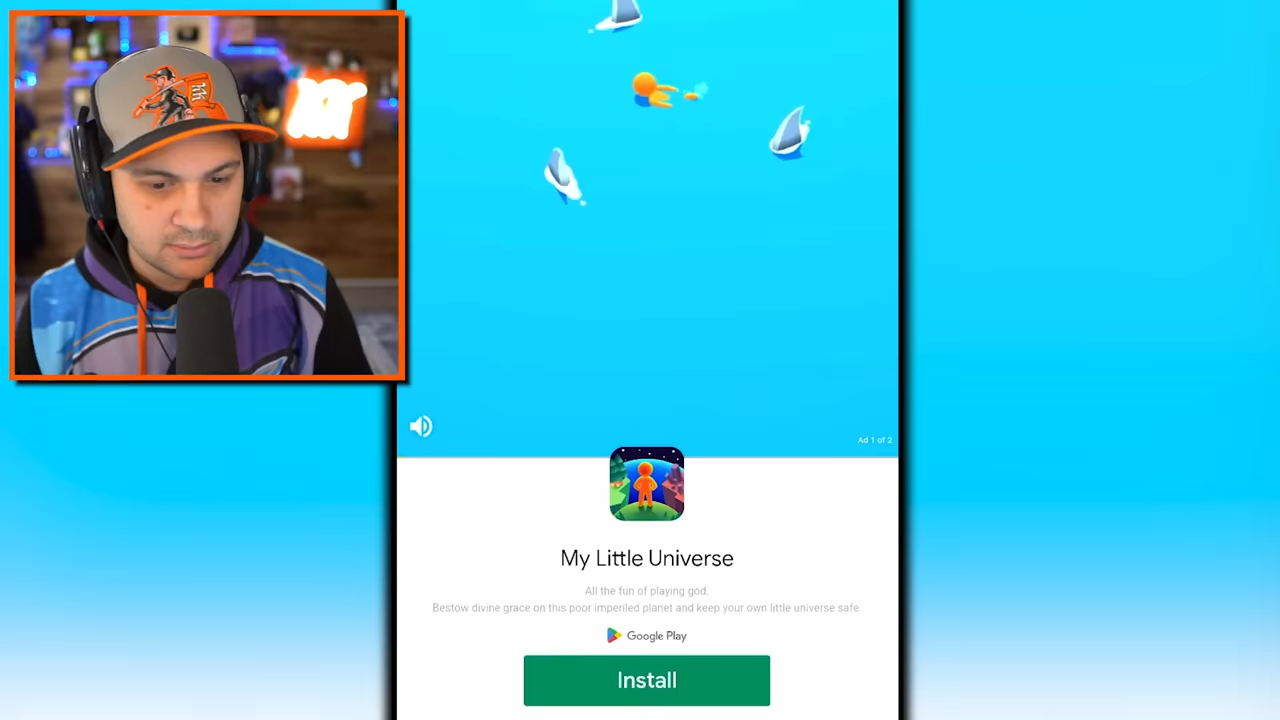 Ad 1 of 2
My Little Universe
All the fun of playing god.
Bestow divine grace on this poor imperiled planet and keep your own little universe safe.
Google Play
Install